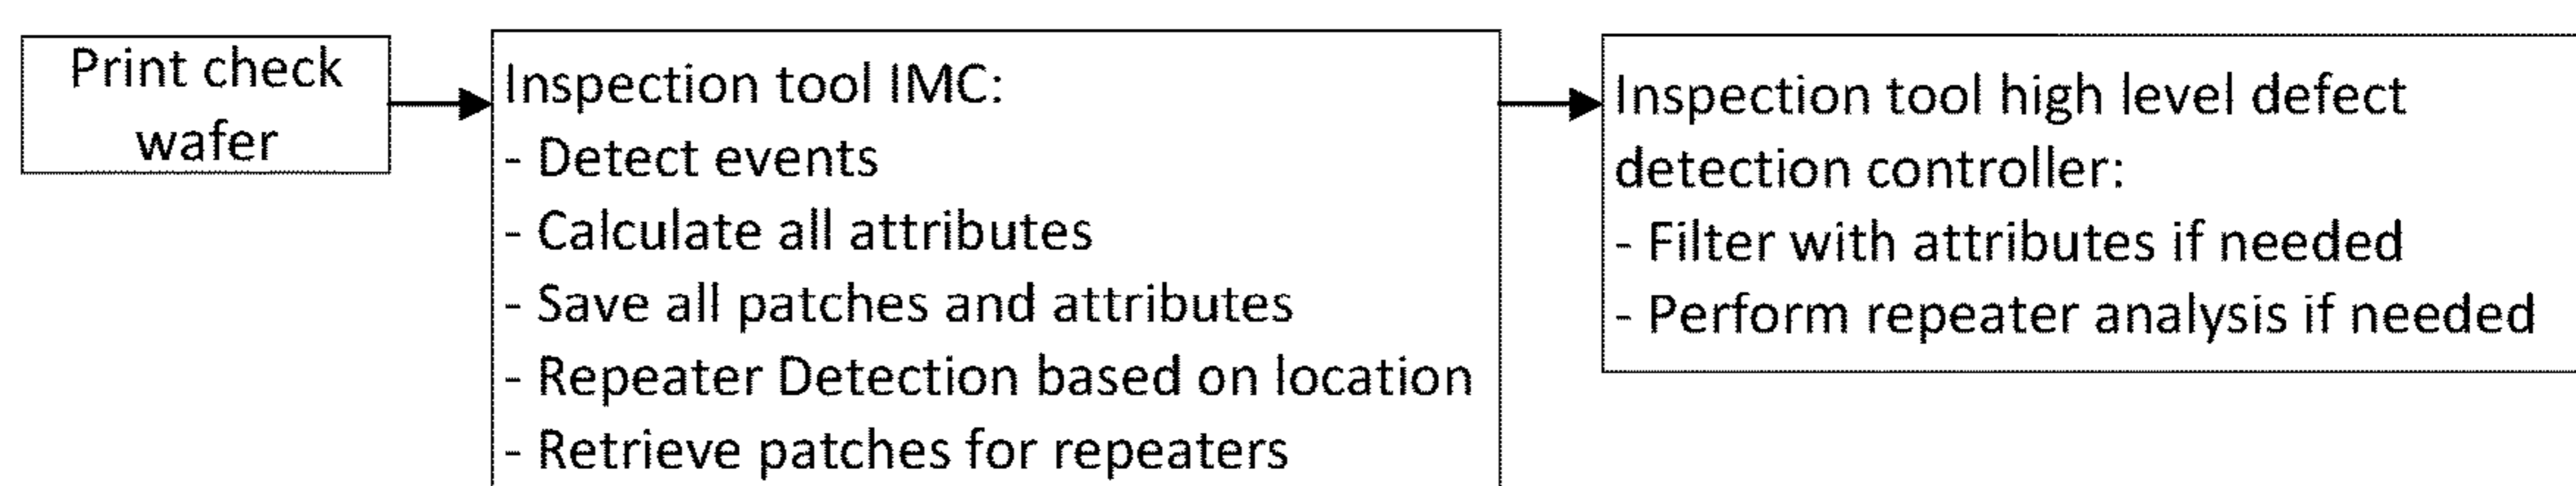 Print check
wafer
Inspection tool IMC:
- Detect events
- Calculate all attributes
- Save all patches and attributes
- Repeater Detection based on location
- Retrieve patches for repeaters
Inspection tool high level defect
detection controller:
- Filter with attributes if needed
- Perform repeater analysis if needed